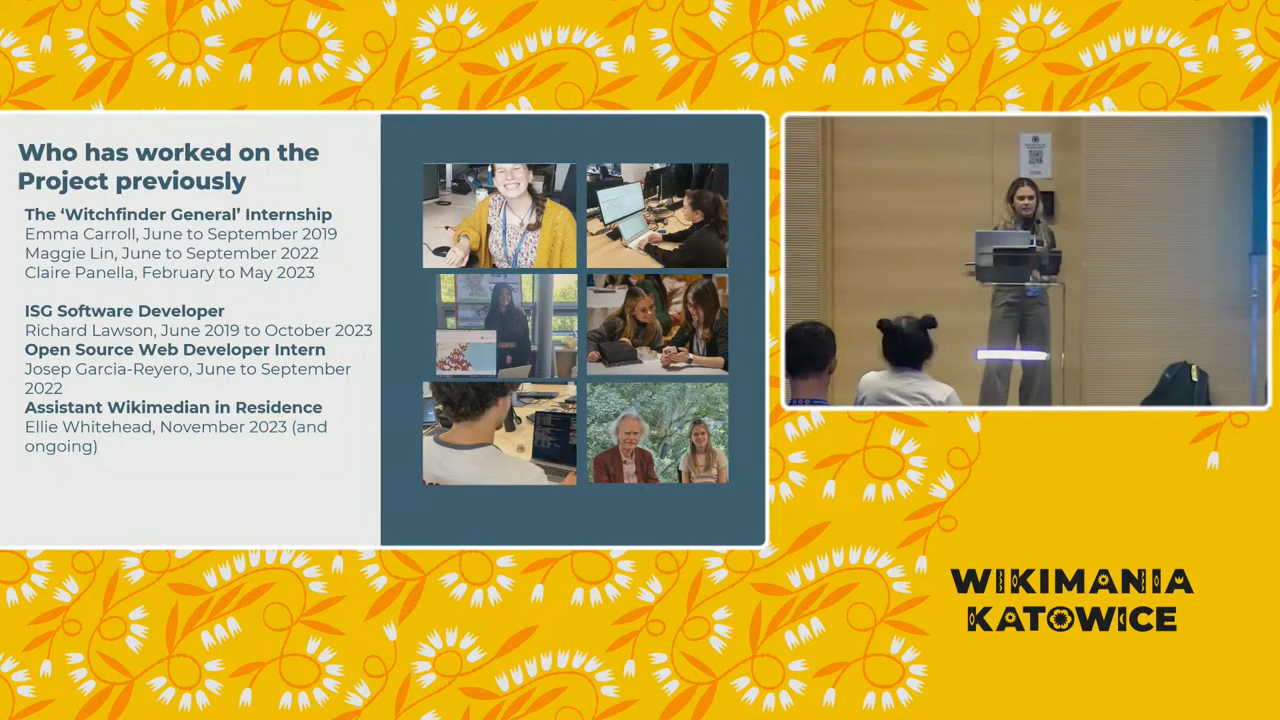 Who has worked on the
Project previously
The ‘Witchfinder General’ Internship
Emma Carroll, June to September 2019
Maggie Lin, June to September 2022
Claire Panella, February to May 2023
ISG Software Developer
Richard Lawson, June 2019 to October 2023
Open Source Web Developer Intern
Josep Garcia-Reyero, June to September
2022
Assistant Wikimedian in Residence
Ellie Whitehead, November 2023 (and
ongoing)
WIKIMANIA
KATOWICE